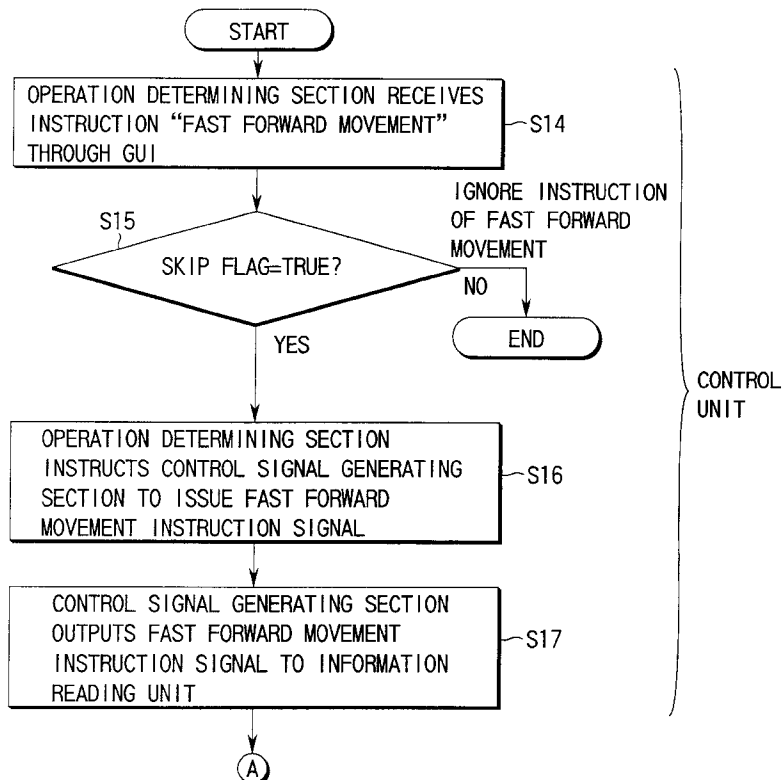 START
OPERATION DETERMINING SECTION RECEIVES
INSTRUCTION “FAST FORWARD MOVEMENT”
THROUGH GUI
S14
S15
SKIP FLAG=TRUE?
IGNORE INSTRUCTION
OF FAST FORWARD
MOVEMENT
NO
END
YES
CONTROL
UNIT
OPERATION DETERMINING SECTION
INSTRUCTS CONTROL SIGNAL GENERATING
SECTION TO ISSUE FAST FORWARD
MOVEMENT INSTRUCTION SIGNAL
S16
CONTROL SIGNAL GENERATING SECTION
OUTPUTS FAST FORWARD MOVEMENT
INSTRUCTION SIGNAL TO INFORMATION
READING UNIT
S17
A